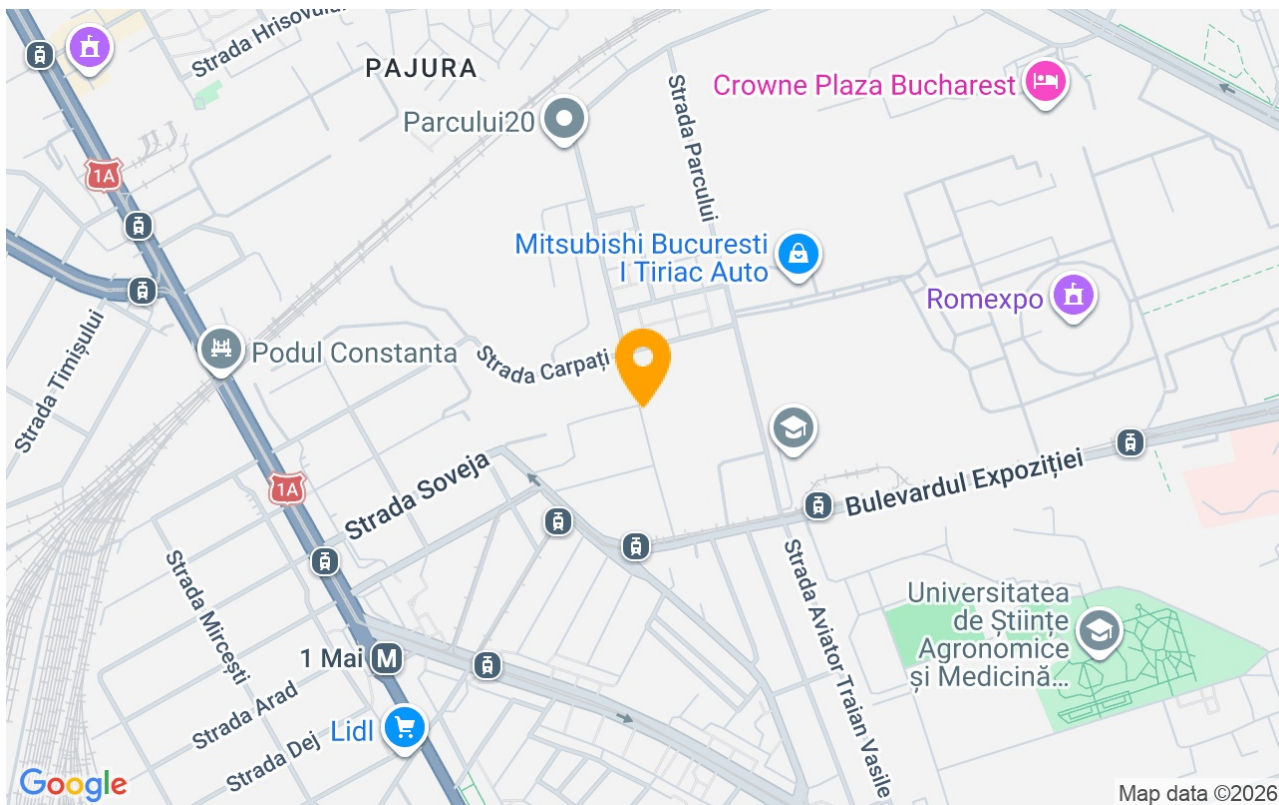 Strada Hrisovului
PAJURA
Crowne Plaza Bucharest
Parcului20
Strada Parcului
1A
Mitsubishi Bucuresti
I Tiriac Auto
Romexpo
Strada Timișului
Podul Constanta
Strada Carpați
Strada Soveja
Bulevardul Expoziției
1A
Strada Mircești
Strada Aviator Traian Vasile
Universitatea
de Științe
Agronomice
și Medicină...
1 Mai M
Strada Arad
Lidl
Strada Dej
Google
Map data ©2026